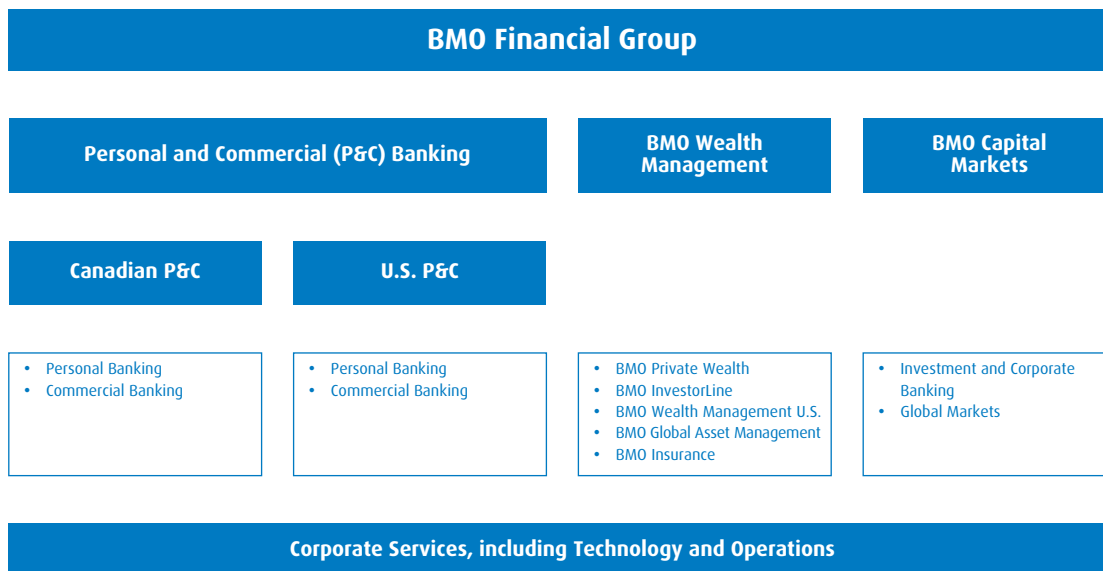 BMO Financial Group
Personal and Commercial (P&C) Banking
BMO Wealth
Management
BMO Capital
Markets
Canadian P&C
U.S. P&C
• Personal Banking
• Commercial Banking
• Personal Banking
• Commercial Banking
• BMO Private Wealth
• BMO InvestorLine
• BMO Wealth Management U.S.
• BMO Global Asset Management
• BMO Insurance
• Investment and Corporate
Banking
• Global Markets
Corporate Services, including Technology and Operations